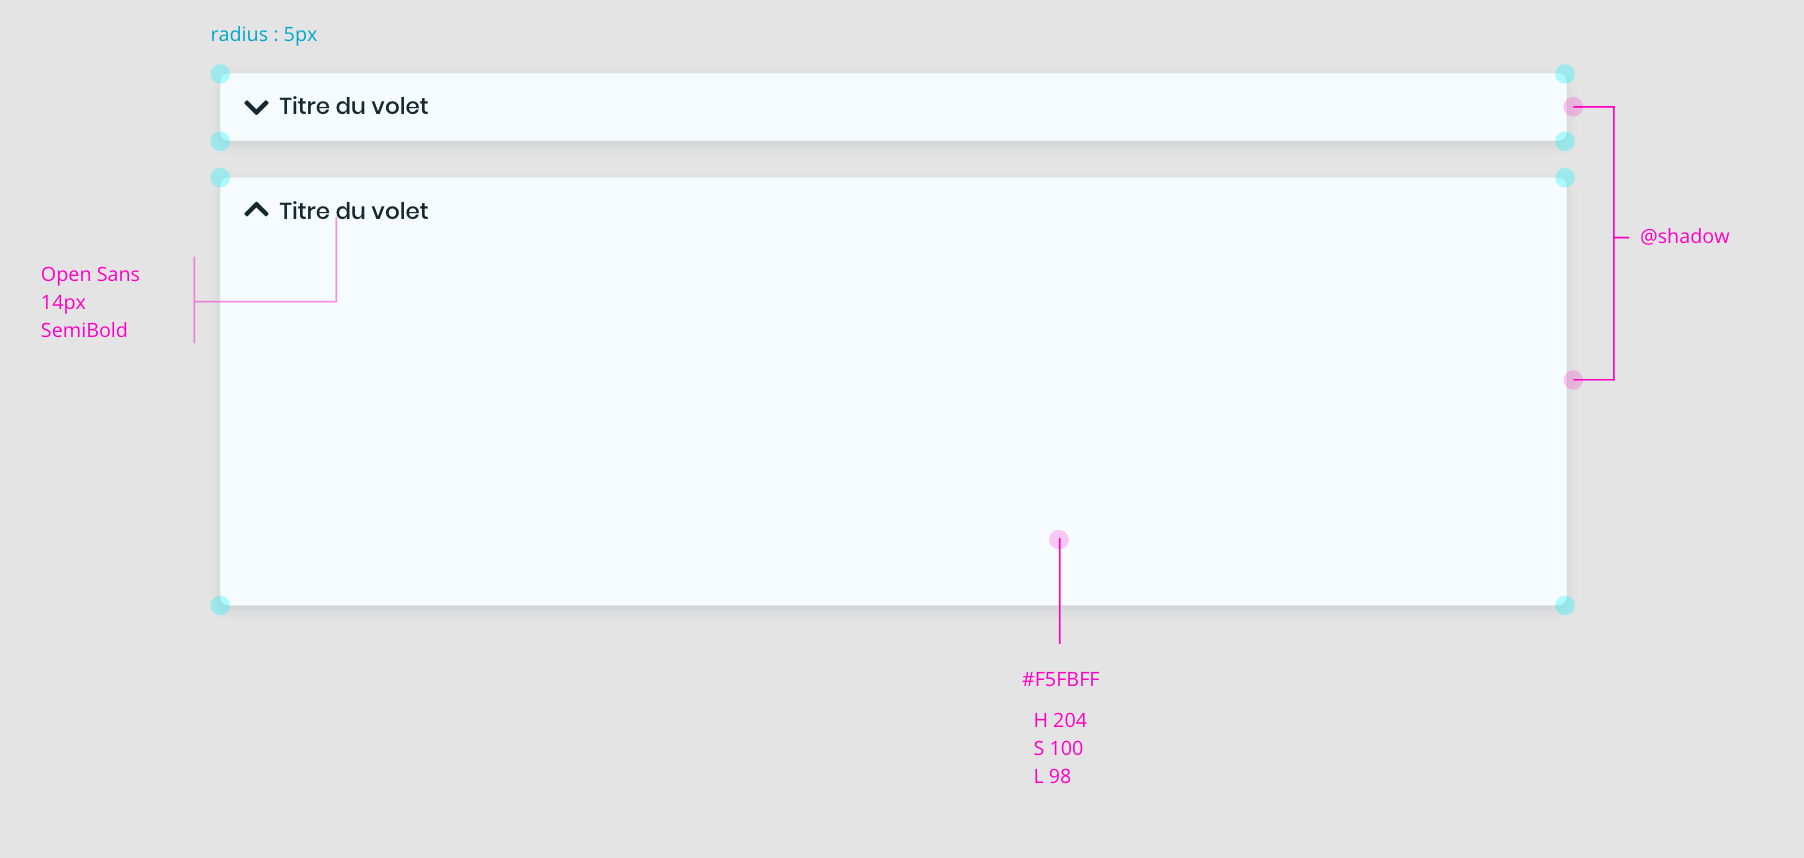 radius : 5px
Titre du volet
Titre du volet
@shadow
Open Sans
14px
SemiBold
#F5FBFF
H 204
S 100
L 98